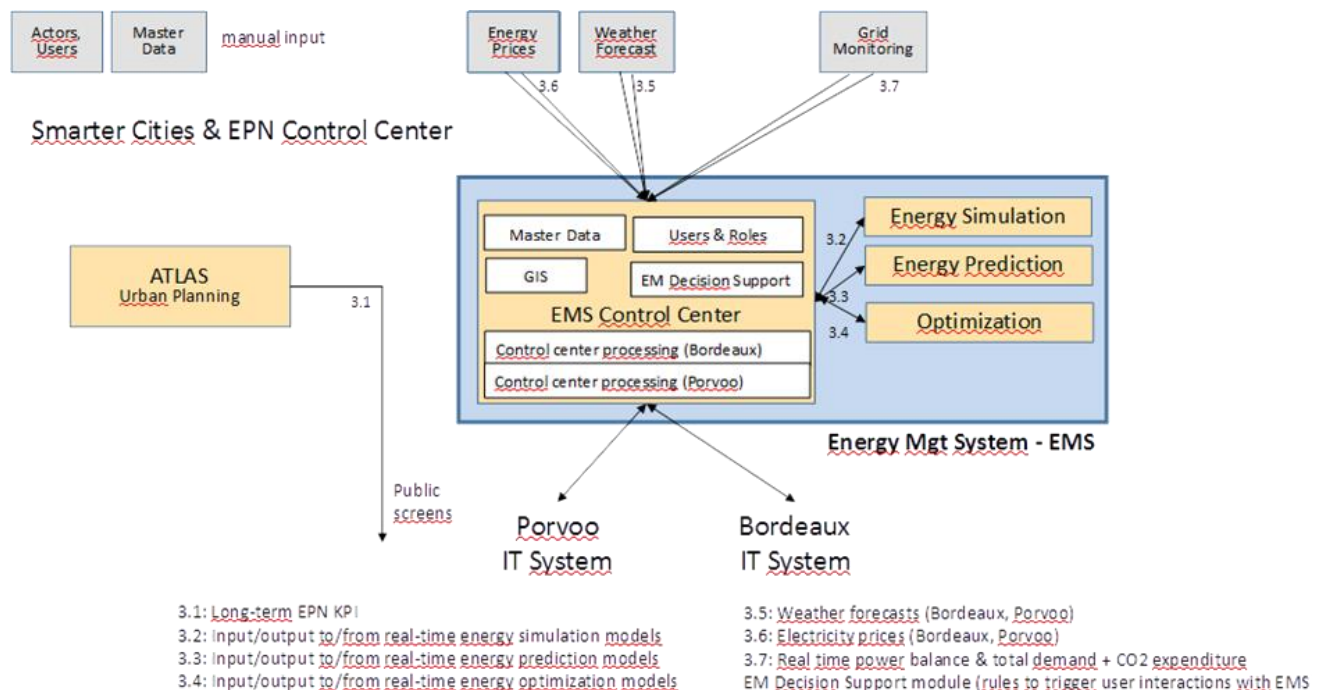 Actors,
Users
Master
Data
manual input
Energy
Prices
Weather
Forecast
Grid
Monitoring
3.6
3.5
3.7
Smarter Cities & EPN Control Center
Master Data
Users & Roles
GIS
EM Decision Support
EMS Control Center
Control center processing (Bordeaux)
Control center processing (Porvoo)
3.2
3.3
3.4
Energy Simulation
Energy Prediction
Optimization
ATLAS
Urban Planning
3.1
Energy Mgt System - EMS
Public
screens
Porvoo
IT System
Bordeaux
IT System
3.1: Long-term EPN KPI
3.2: Input/output to/from real-time energy simulation models
3.3: Input/output to/from real-time energy prediction models
3.4: Input/output to/from real-time energy optimization models
3.5: Weather forecasts (Bordeaux, Porvoo)
3.6: Electricity prices (Bordeaux, Porvoo)
3.7: Real time power balance & total demand + CO2 expenditure
EM Decision Support module (rules to trigger user interactions with EMS